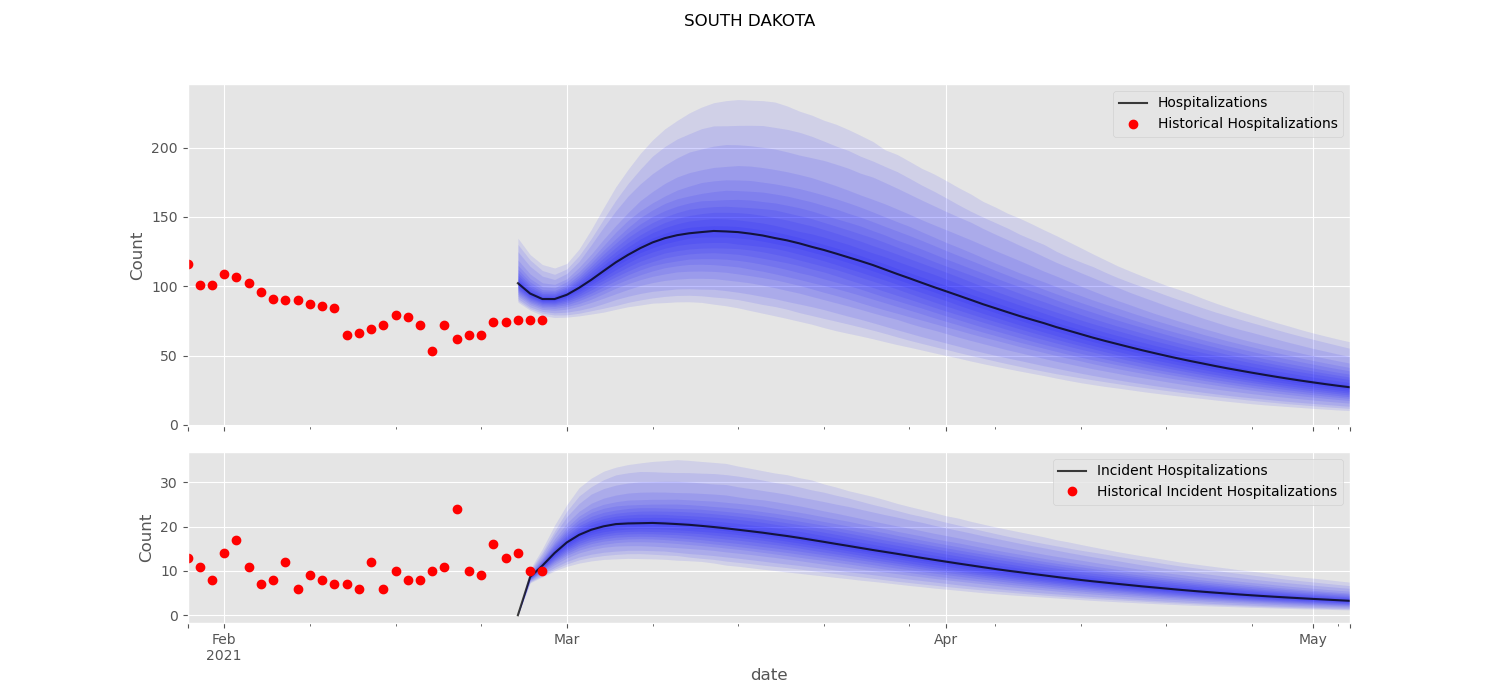 SOUTH DAKOTA
Hospitalizations
Historical Hospitalizations
200
150
100
50
0
Count
Incident Hospitalizations
Historical Incident Hospitalizations
30
20
10
0
Count
Feb Mar Apr May
2021
date